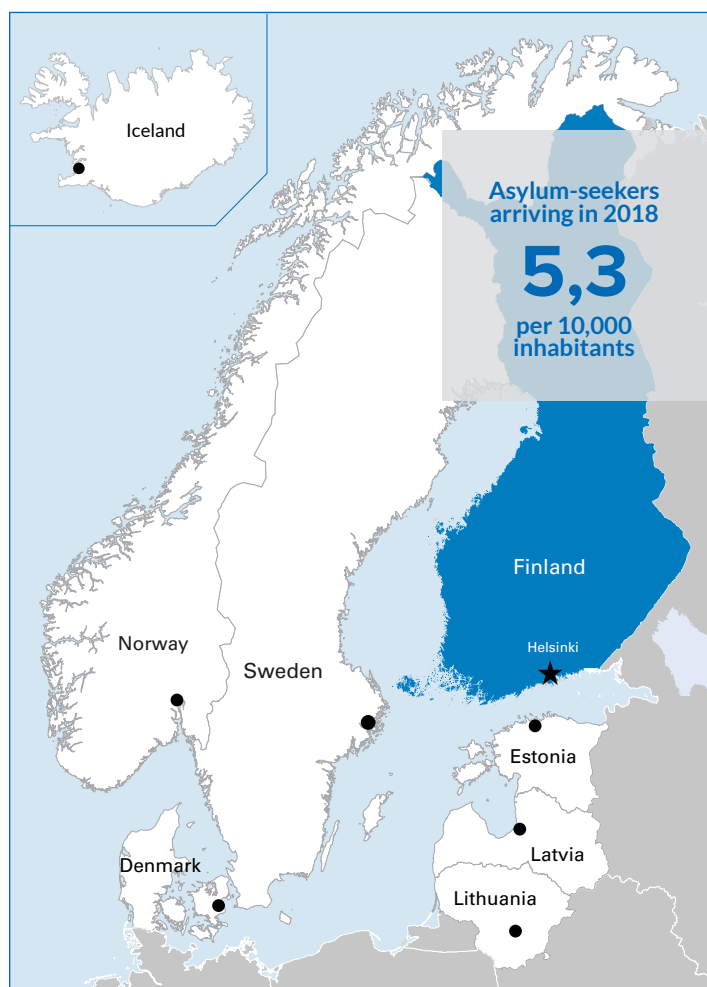 Iceland
Asylum-seekers
arriving in 2018
5,3
per 10,000
inhabitants
Finland
Helsinki
Norway
Sweden
Estonia
Denmark
Latvia
Lithuania